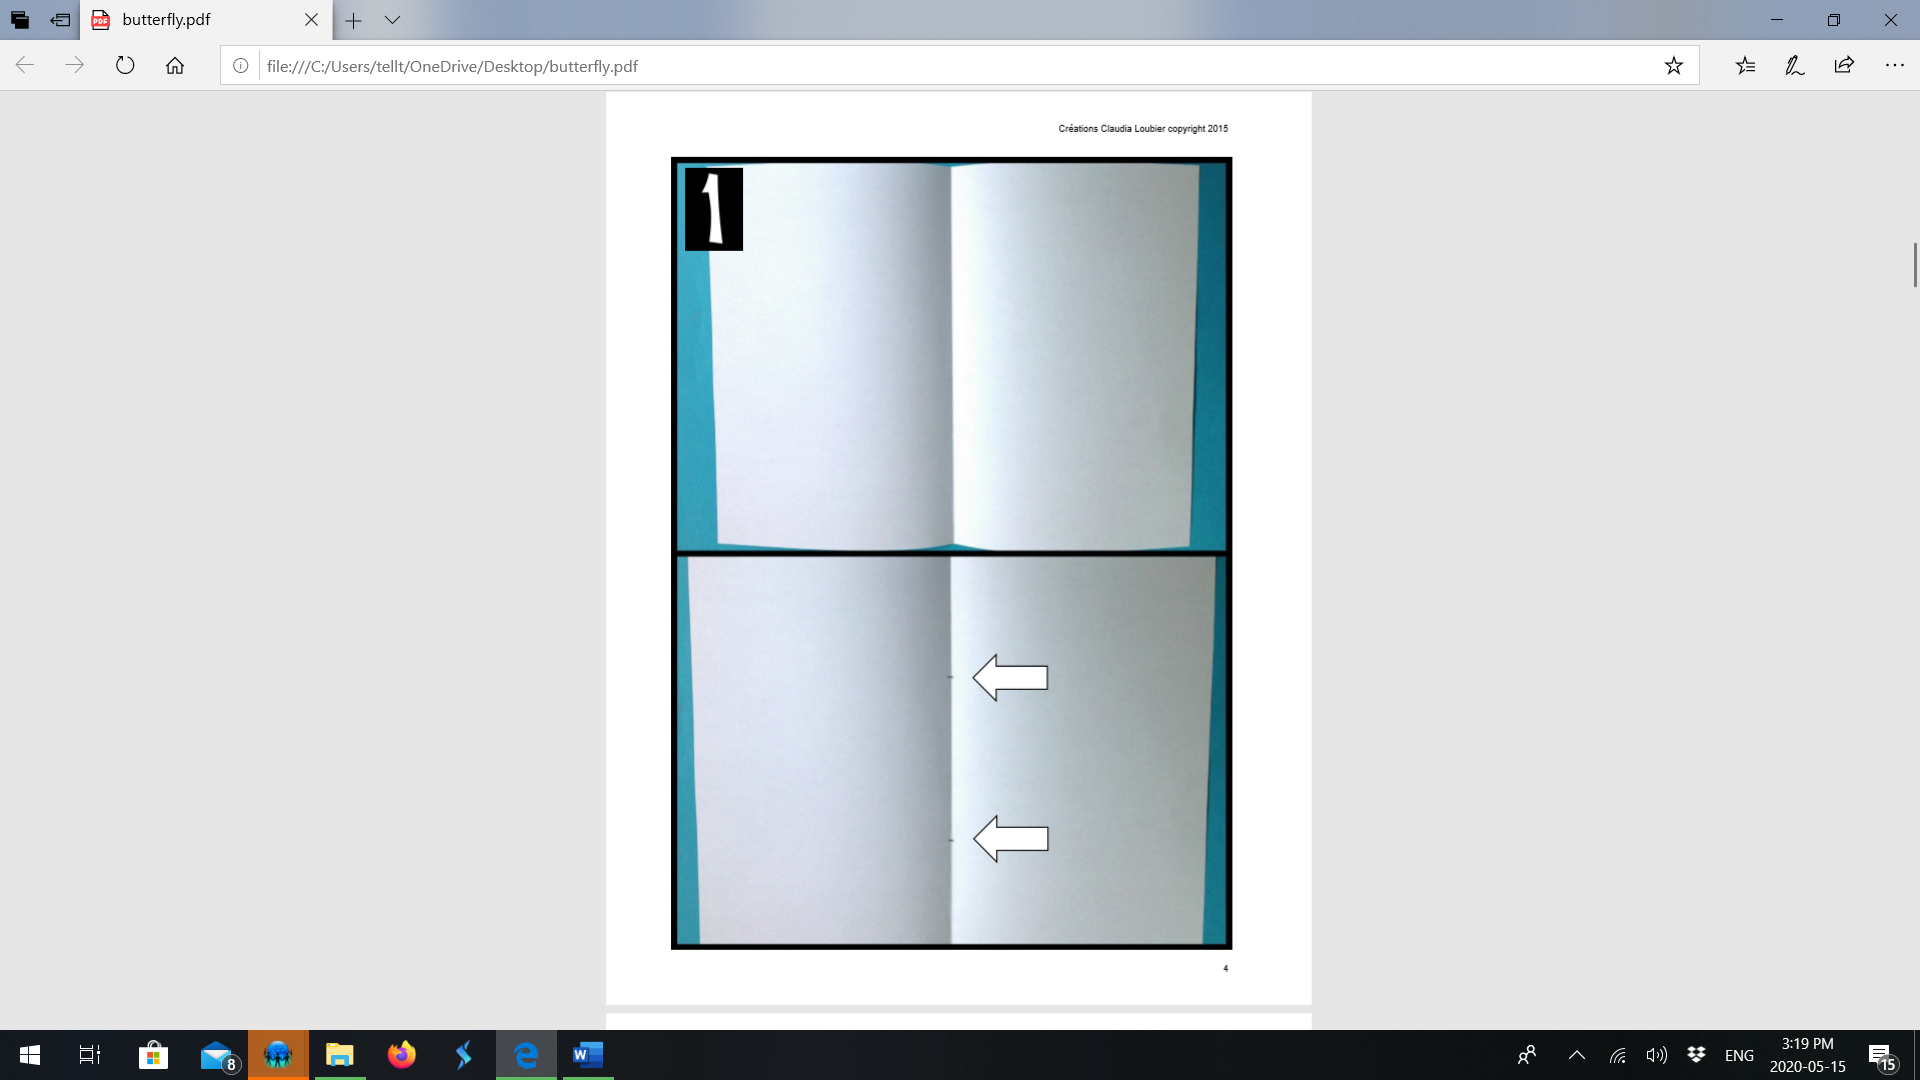 butterfly.pdf
file:///C:/Users/tellt/OneDrive/Desktop/butterfly.pdf
Créations Claudia Loubier copyright 2015
1
4
8
ENG
3:19 PM
2020-05-15
15